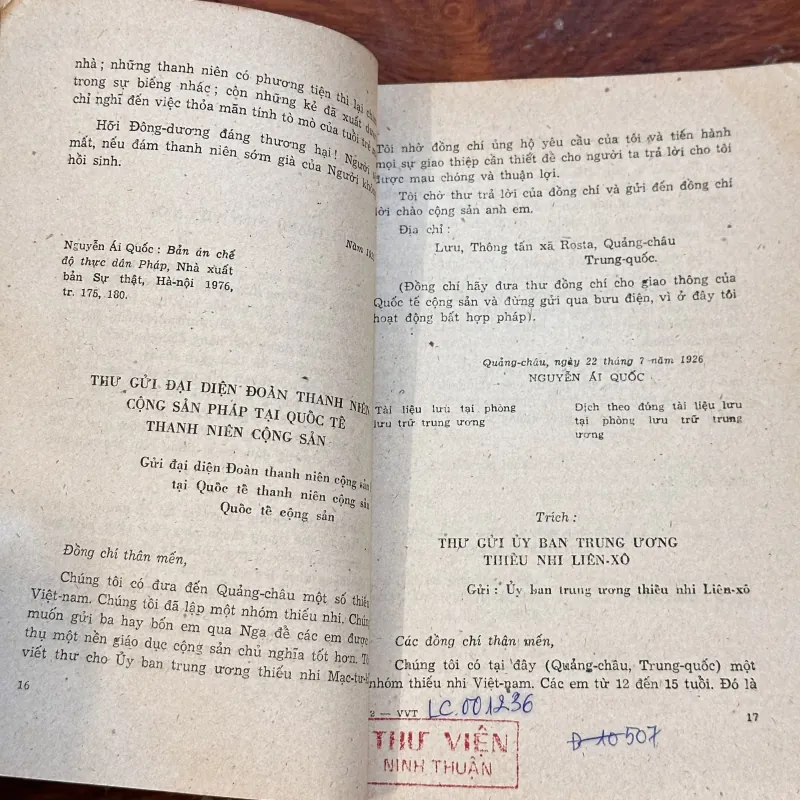 nhà; những thanh niên có phương tiện thì lại
trong sự biếng nhác; còn những kẻ đã xuất
chỉ nghĩ đến việc thỏa mãn tính tò mò của tuổi trẻ
Hỡi Đông-dương đáng thương hại! Người
mất, nếu đám thanh niên sớm già của Người
hồi sinh.
Năm
Nguyễn Ái Quốc: Bản án chế
độ thực dân Pháp, Nhà xuất
bản Sự thật, Hà-nội 1976,
tr. 175, 180.
THƯ GỬI ĐẠI DIỆN ĐOÀN THANH NIÊN
CỘNG SẢN PHÁP TẠI QUỐC TẾ
THANH NIÊN CỘNG SẢN
Gửi đại diện Đoàn thanh niên cộng sản
tại Quốc tế thanh niên cộng sản
Quốc tế cộng sản
Đồng chí thân mến,
Chúng tôi có đưa đến Quảng-châu một số thiếu
Việt-nam. Chúng tôi đã lập một nhóm thiếu nhi. Chúng
muốn gửi ba hay bốn em qua Nga để các em được
thụ một nền giáo dục cộng sản chủ nghĩa tốt hơn.
viết thư cho Ủy ban trung ương thiếu nhi
16
Tôi nhờ đồng chí ủng hộ yêu cầu của tôi và tiến hành
mọi sự giao thiệp cần thiết để cho người ta trả lời cho tôi
được mau chóng và thuận lợi.
Tôi chờ thư trả lời của đồng chí và gửi đến đồng chí
lời chào cộng sản anh em.
Địa chỉ:
Lưu, Thông tấn xã Rosta, Quảng-châu
Trung-quốc.
(Đồng chí hãy đưa thư đồng chí cho giao thông của
Quốc tế cộng sản và đừng gửi qua bưu điện, vì ở đây tôi
hoạt động bất hợp pháp).
Quảng-châu, ngày 22 tháng 7 năm 1926
NGUYỄN ÁI QUỐC
Tài liệu lưu tại phòng
lưu trữ trung ương
Dịch theo đúng tài liệu lưu
tại phòng lưu trữ trung
ương
Trích:
THƯ GỬI ỦY BAN TRUNG ƯƠNG
THIẾU NHI LIÊN-XÔ
Gửi: Ủy ban trung ương thiếu nhi Liên-xô
Các đồng chí thân mến,
Chúng tôi có tại đây (Quảng-châu, Trung-quốc) một
nhóm thiếu nhi Việt-nam. Các em từ 12 đến 15 tuổi. Đó là
2 — VVT LC.001236
17
THƯ VIỆN
NINH THUẬN
Đ 10507